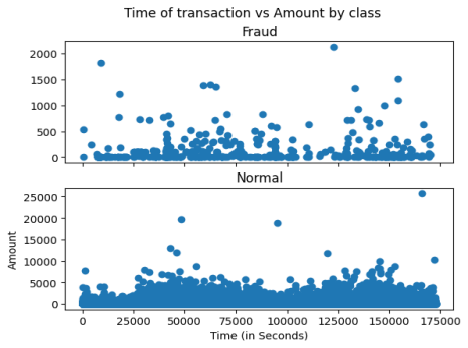 Time of transaction vs Amount by class
Fraud
2000
1500
1000
500
0
Normal
25000
20000
15000
10000
5000
0
Amount
0 25000 50000 75000 100000 125000 150000 175000
Time (in Seconds)